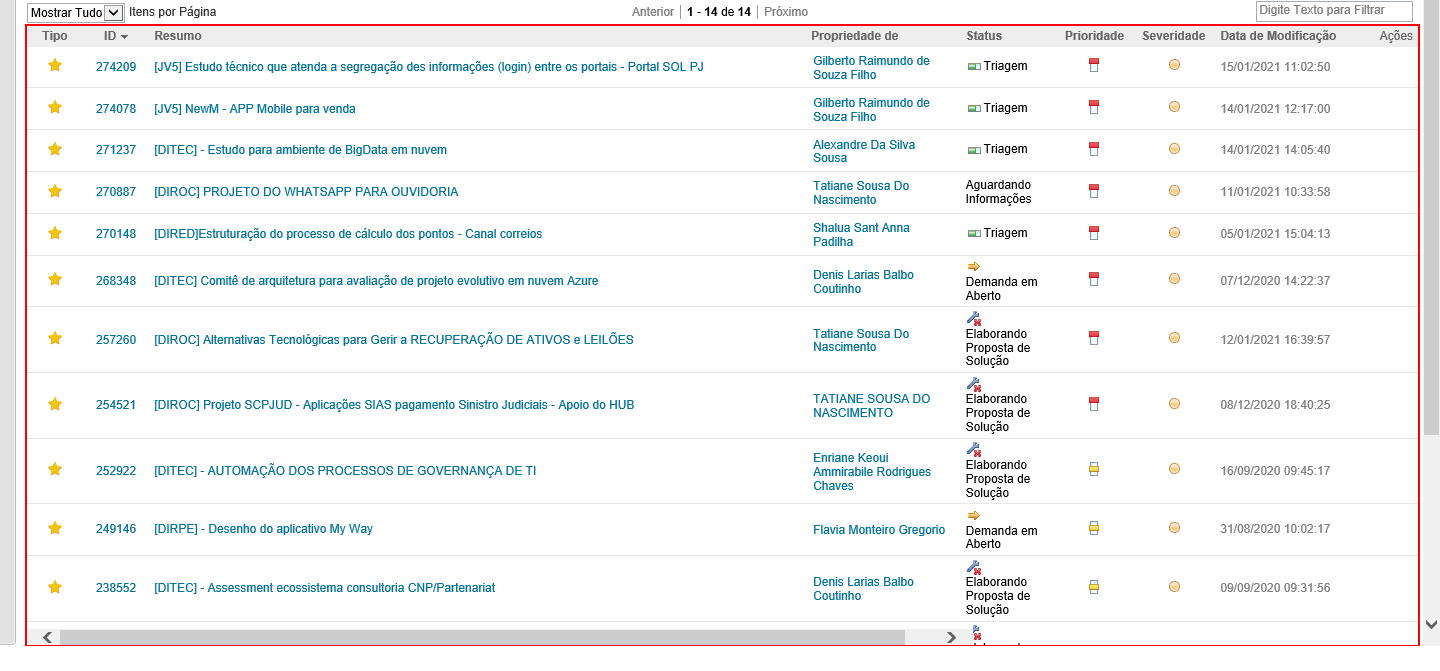 Mostrar Tudo Itens por Página Anterior 1 - 14 de 14 Próximo Digite Texto para Filtrar
Tipo ID Resumo Propriedade de Status Prioridade Severidade Data de Modificação Ações
274209 [JV5] Estudo técnico que atenda a segregação des informações (login) entre os portais - Portal SOL PJ Gilberto Raimundo de Souza Filho Triagem 15/01/2021 11:02:50
274078 [JV5] NewM - APP Mobile para venda Gilberto Raimundo de Souza Filho Triagem 14/01/2021 12:17:00
271237 [DITEC] - Estudo para ambiente de BigData em nuvem Alexandre Da Silva Sousa Triagem 14/01/2021 14:05:40
270887 [DIROC] PROJETO DO WHATSAPP PARA OUVIDORIA Tatiane Sousa Do Nascimento Aguardando Informações 11/01/2021 10:33:58
270148 [DIRED]Estruturação do processo de cálculo dos pontos - Canal correios Shalua Sant Anna Padilha Triagem 05/01/2021 15:04:13
268348 [DITEC] Comitê de arquitetura para avaliação de projeto evolutivo em nuvem Azure Denis Larias Balbo Coutinho Demanda em Aberto 07/12/2020 14:22:37
257260 [DIROC] Alternativas Tecnológicas para Gerir a RECUPERAÇÃO DE ATIVOS e LEILÕES Tatiane Sousa Do Nascimento Elaborando Proposta de Solução 12/01/2021 16:39:57
254521 [DIROC] Projeto SCPJUD - Aplicações SIAS pagamento Sinistro Judiciais - Apoio do HUB TATIANE SOUSA DO NASCIMENTO Elaborando Proposta de Solução 08/12/2020 18:40:25
252922 [DITEC] - AUTOMAÇÃO DOS PROCESSOS DE GOVERNANÇA DE TI Enriane Keoui Ammirabile Rodrigues Chaves Elaborando Proposta de Solução 16/09/2020 09:45:17
249146 [DIRPE] - Desenho do aplicativo My Way Flavia Monteiro Gregorio Demanda em Aberto 31/08/2020 10:02:17
238552 [DITEC] - Assessment ecossistema consultoria CNP/Partenariat Denis Larias Balbo Coutinho Elaborando Proposta de Solução 09/09/2020 09:31:56